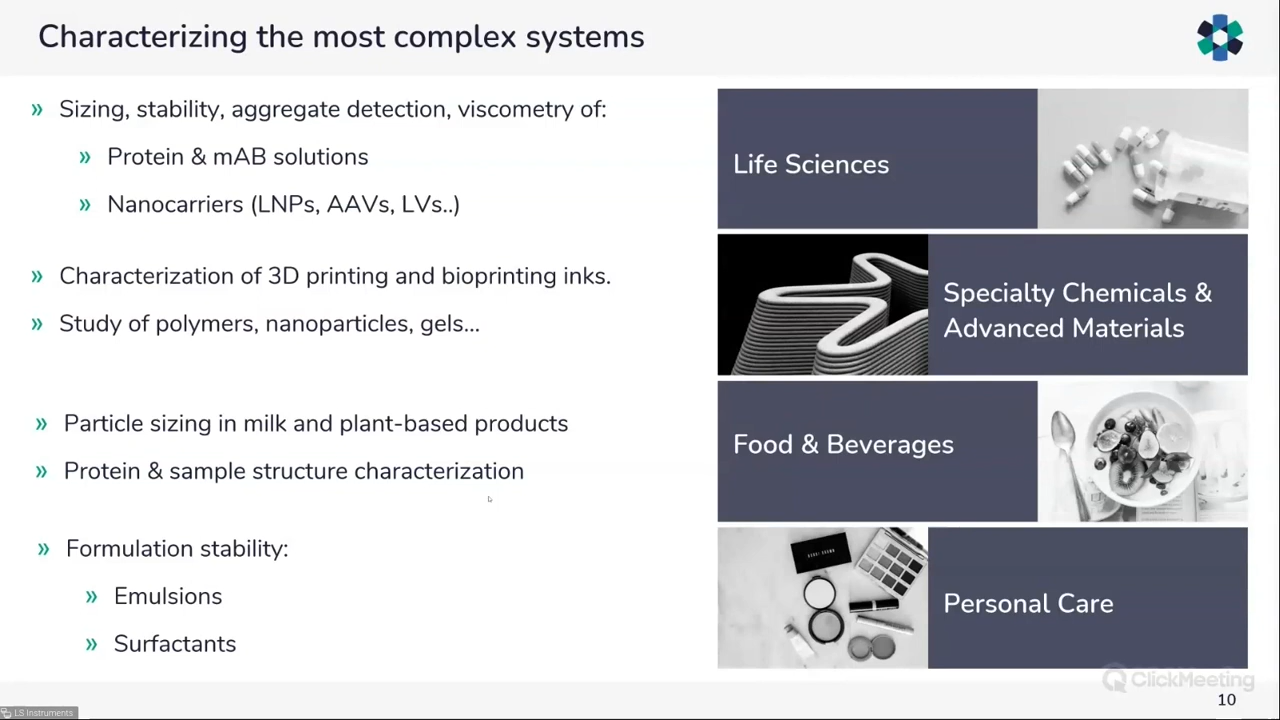 Characterizing the most complex systems
» Sizing, stability, aggregate detection, viscometry of:
» Protein & mAB solutions
» Nanocarriers (LNPs, AAVs, LVs..)
» Characterization of 3D printing and bioprinting inks.
» Study of polymers, nanoparticles, gels...
» Particle sizing in milk and plant-based products
» Protein & sample structure characterization
» Formulation stability:
» Emulsions
» Surfactants
Life Sciences
Specialty Chemicals &
Advanced Materials
Food & Beverages
Personal Care
BOBBI BROWN
ClickMeeting
10
LS Instruments